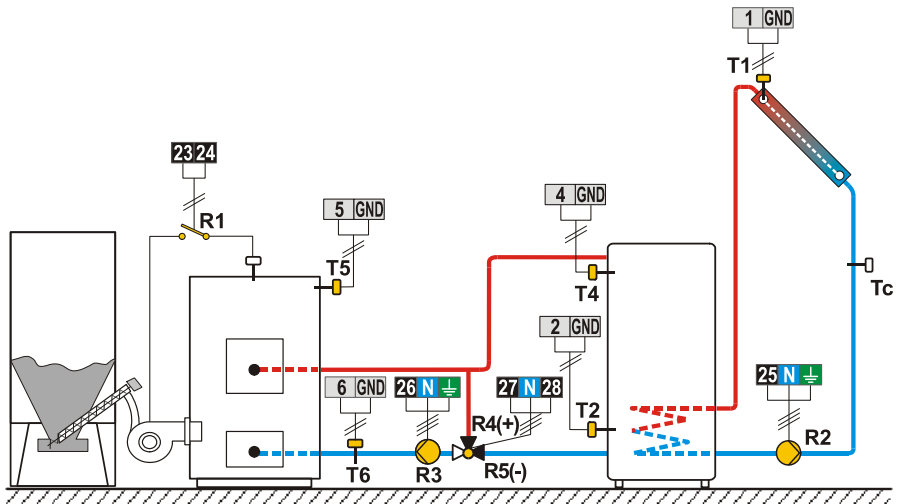 1 GND
T1
23 24
R1
5 GND
T5
4 GND
T4
Tc
2 GND
T2
6 GND
T6
26 N
R3
27 N 28
R4(+)
R5(-)
25 N
R2